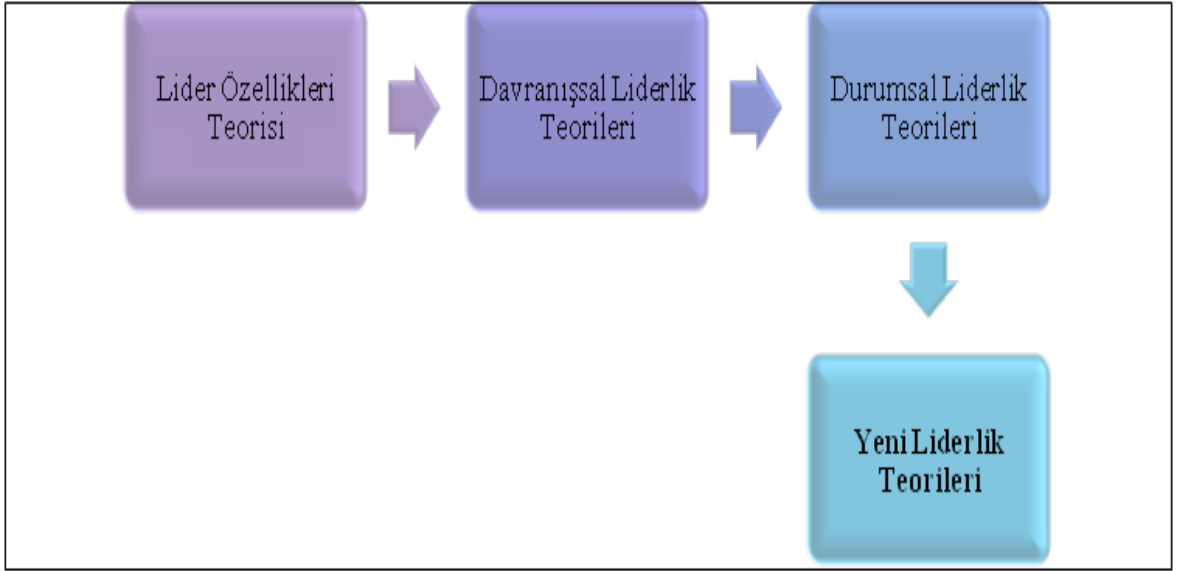 Lider Özellikleri
Teorisi
Davranışsal Liderlik
Teorileri
Durumsal Liderlik
Teorileri
Yeni Liderlik
Teorileri